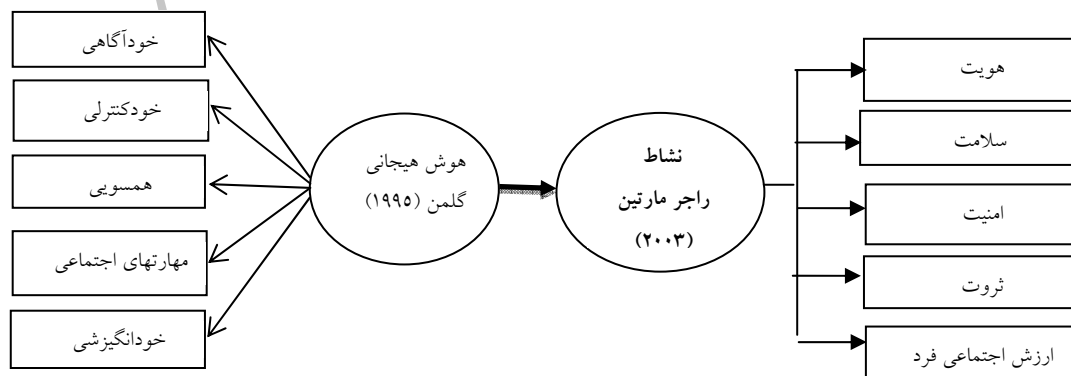 خودآگاهی
خودکنترلی
همسویی
مهارتهای اجتماعی
خودانگیزشی
هوش هیجانی
گلمن (۱۹۹۵)
نشاط
راجر مارتین
(۲۰۰۳)
هویت
سلامت
امنیت
ثروت
ارزش اجتماعی فرد